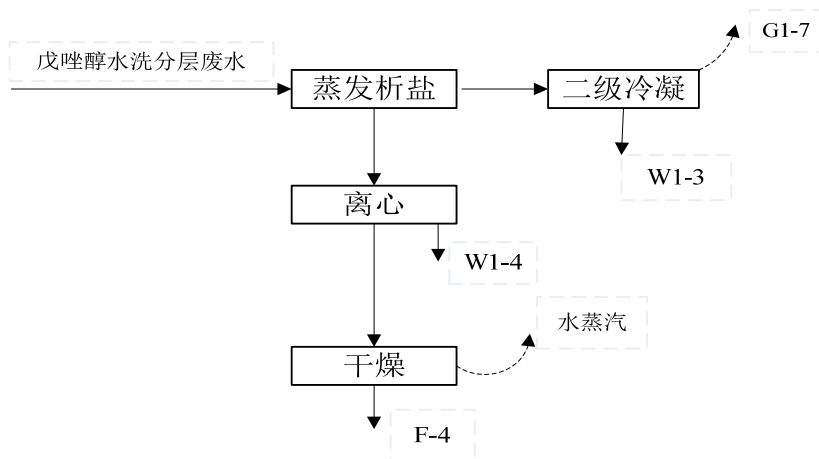 G1-7
戊唑醇水洗分层废水
蒸发析盐
二级冷凝
W1-3
离心
W1-4
水蒸汽
干燥
F-4